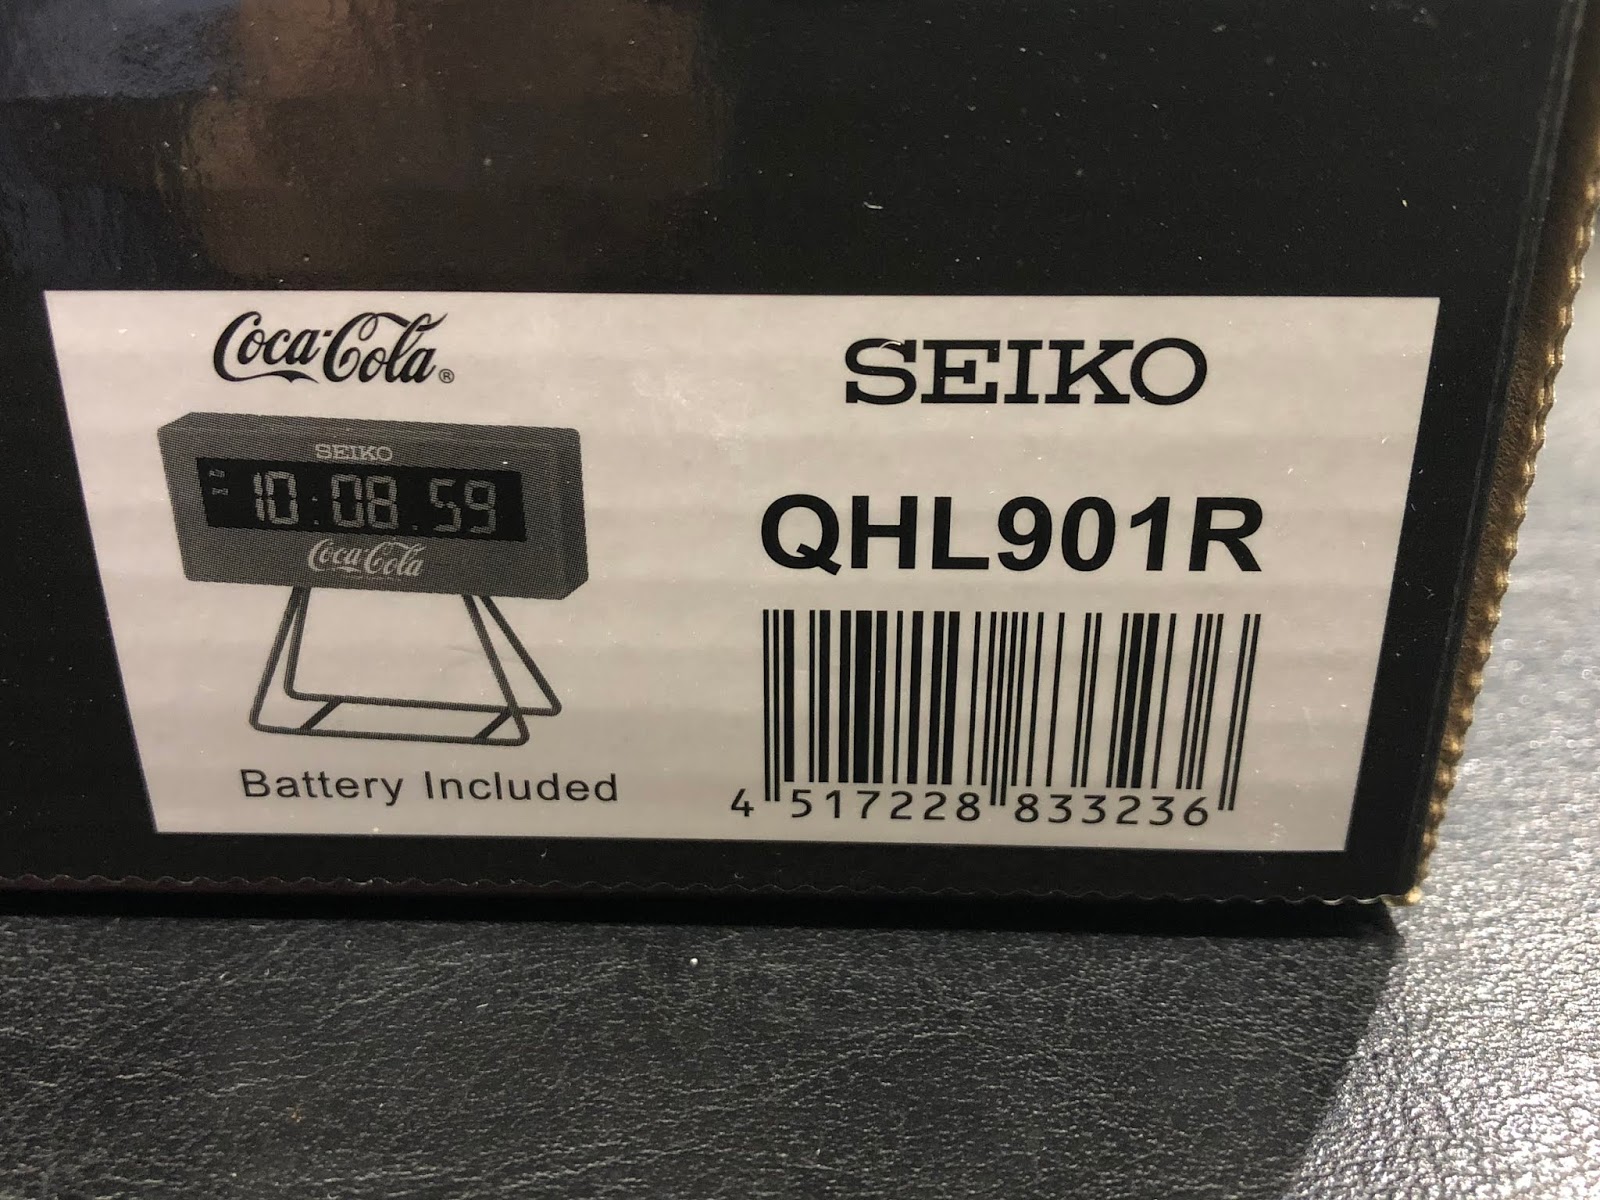 Coca-Cola®
SEIKO
SEIKO
10:08 59
Coca-Cola
QHL901R
Battery Included
4 517228 833236